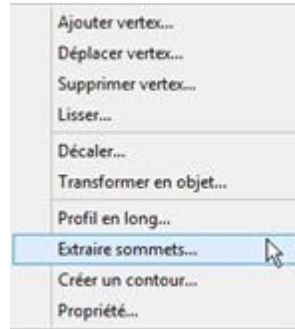 Ajouter vertex...
Déplacer vertex...
Supprimer vertex...
Lisser...
Décaler...
Transformer en objet...
Profil en long...
Extraire sommets...
Créer un contour...
Propriété...